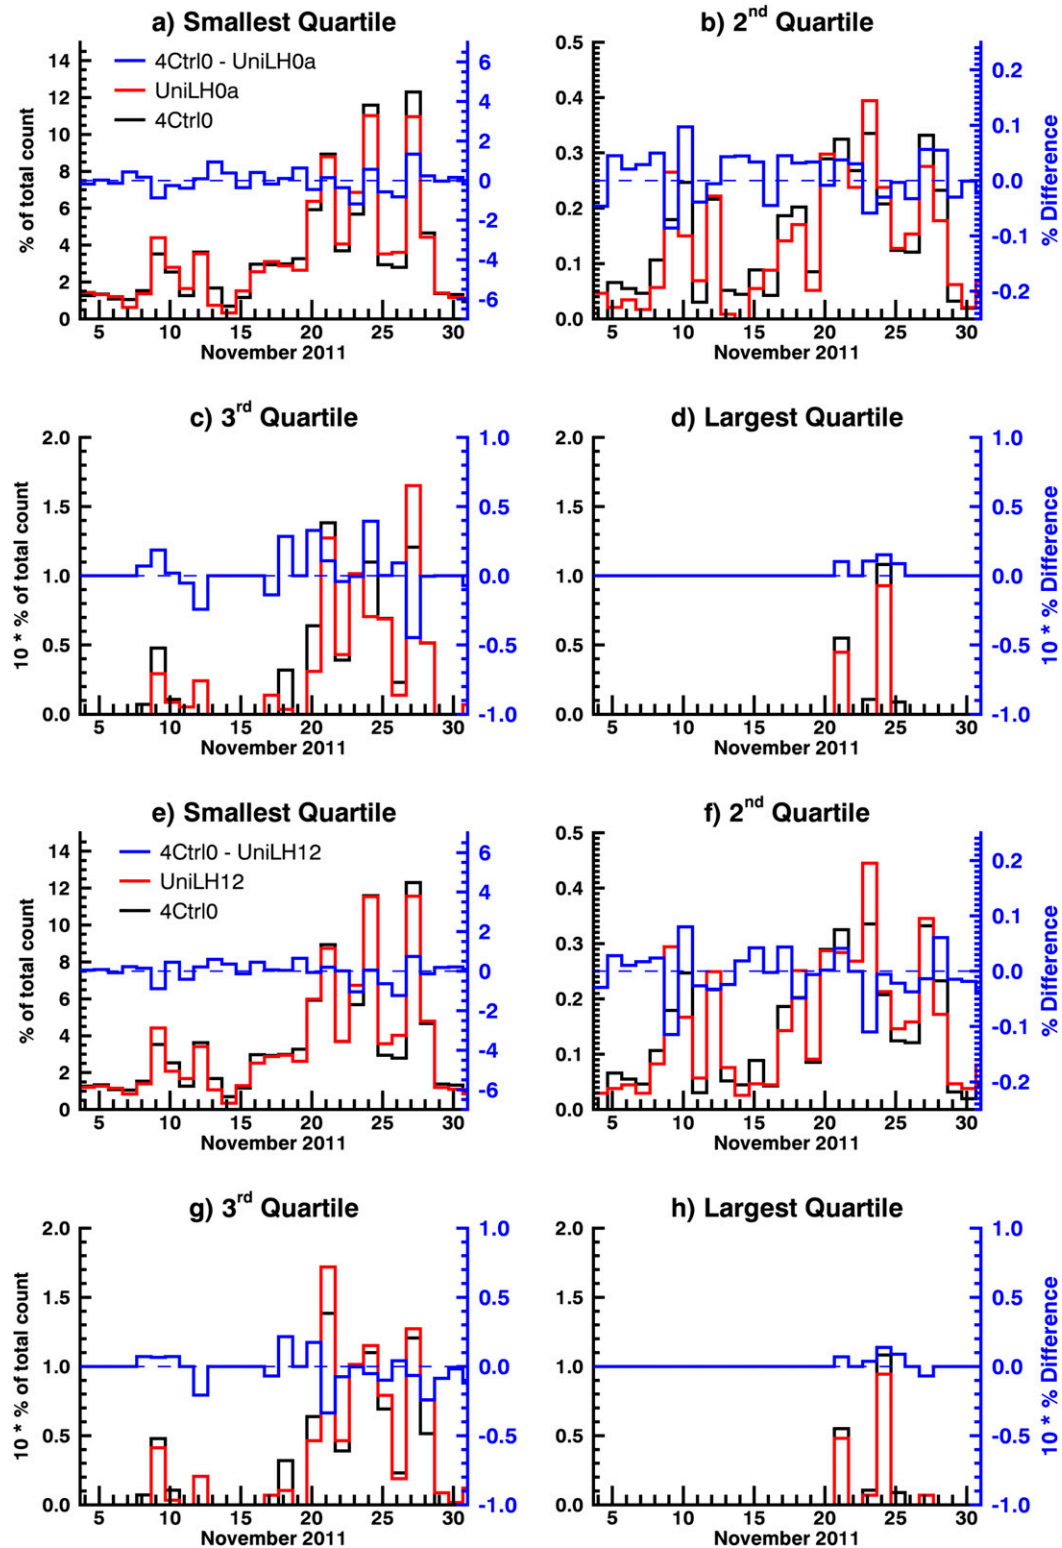 a) Smallest Quartile
14
12
10
8
6
4
2
0
% of total count
4Ctrl0 - UniLH0a
UniLH0a
4Ctrl0
6
4
2
0
-2
-4
-6
5 10 15 20 25 30
November 2011
b) 2nd Quartile
0.5
0.4
0.3
0.2
0.1
0.0
0.2
0.1
0.0
-0.1
-0.2
% Difference
5 10 15 20 25 30
November 2011
c) 3rd Quartile
2.0
1.5
1.0
0.5
0.0
10 * % of total count
1.0
0.5
0.0
-0.5
-1.0
5 10 15 20 25 30
November 2011
d) Largest Quartile
2.0
1.5
1.0
0.5
0.0
1.0
0.5
0.0
-0.5
-1.0
10 * % Difference
5 10 15 20 25 30
November 2011
e) Smallest Quartile
14
12
10
8
6
4
2
0
% of total count
4Ctrl0 - UniLH12
UniLH12
4Ctrl0
6
4
2
0
-2
-4
-6
5 10 15 20 25 30
November 2011
f) 2nd Quartile
0.5
0.4
0.3
0.2
0.1
0.0
0.2
0.1
0.0
-0.1
-0.2
% Difference
5 10 15 20 25 30
November 2011
g) 3rd Quartile
2.0
1.5
1.0
0.5
0.0
10 * % of total count
1.0
0.5
0.0
-0.5
-1.0
5 10 15 20 25 30
November 2011
h) Largest Quartile
2.0
1.5
1.0
0.5
0.0
1.0
0.5
0.0
-0.5
-1.0
10 * % Difference
5 10 15 20 25 30
November 2011